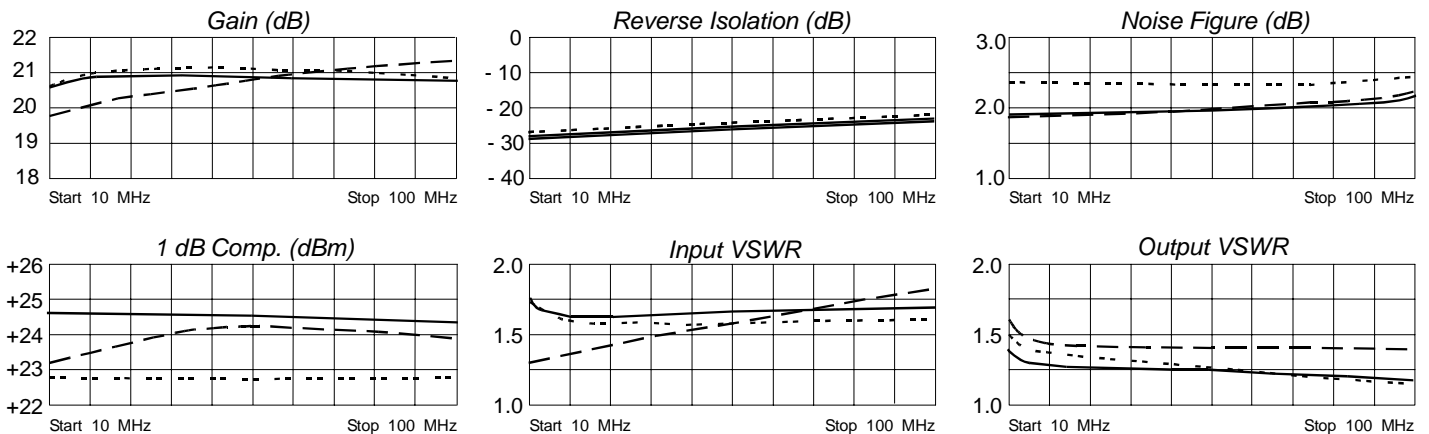 Gain (dB)
22
21
20
19
18
Start 10 MHz Stop 100 MHz
Reverse Isolation (dB)
0
- 10
- 20
- 30
- 40
Start 10 MHz Stop 100 MHz
Noise Figure (dB)
3.0
2.0
1.0
Start 10 MHz Stop 100 MHz
1 dB Comp. (dBm)
+26
+25
+24
+23
+22
Start 10 MHz Stop 100 MHz
Input VSWR
2.0
1.5
1.0
Start 10 MHz Stop 100 MHz
Output VSWR
2.0
1.5
1.0
Start 10 MHz Stop 100 MHz